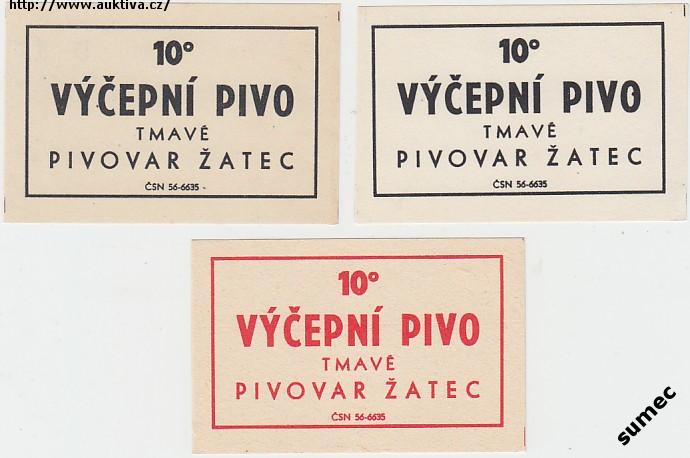 http://www.auktiva.cz/
10°
VÝČEPNÍ PIVO
TMAVÉ
PIVOVAR ŽATEC
ČSN 56-6635
10°
VÝČEPNÍ PIVO
TMAVÉ
PIVOVAR ŽATEC
ČSN 56-6635
10°
VÝČEPNÍ PIVO
TMAVÉ
PIVOVAR ŽATEC
ČSN 56-6635
sumec